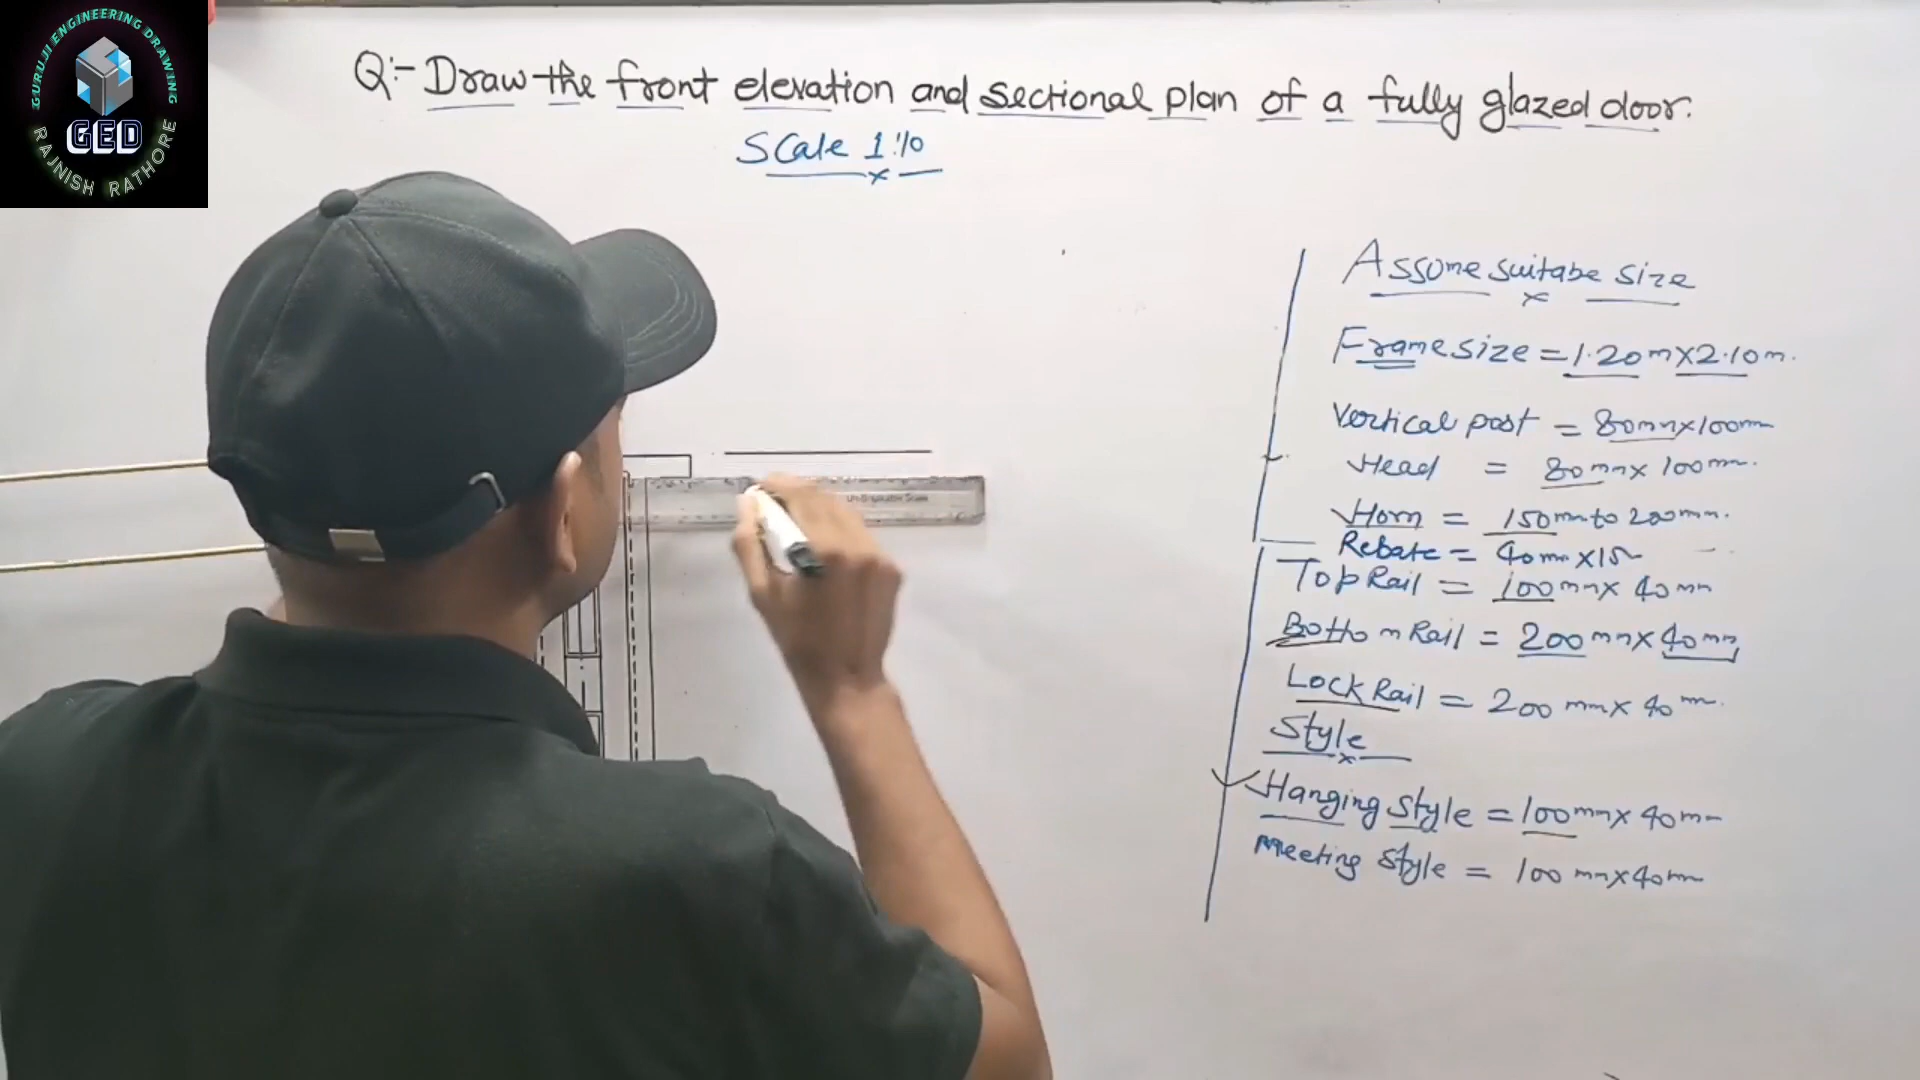 GURUJI ENGINEERING DRAWING
GED
RAJNISH RATHORE
Q:- Draw the front elevation and sectional plan of a fully glazed door.
Scale 1:10
Assume suitabe size
Frame size = 1.20m x 2.10m.
Vertical post = 80mm x 100mm
Head = 80mm x 100mm.
Horn = 150mm to 200mm.
Rebate = 40mm x 15
Top Rail = 100mm x 40mm
Bottom Rail = 200mm x 40mm
Lock Rail = 200mm x 40mm.
Style
Hanging style = 100mm x 40mm
Meeting style = 100mm x 40mm